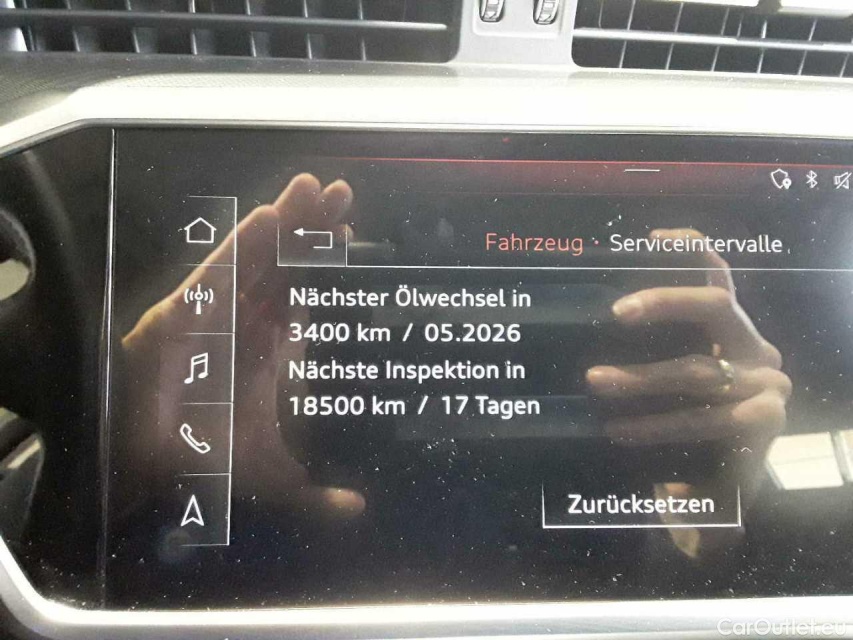 Fahrzeug · Serviceintervalle
Nächster Ölwechsel in
3400 km / 05.2026
Nächste Inspektion in
18500 km / 17 Tagen
Zurücksetzen
CarOutlet.eu